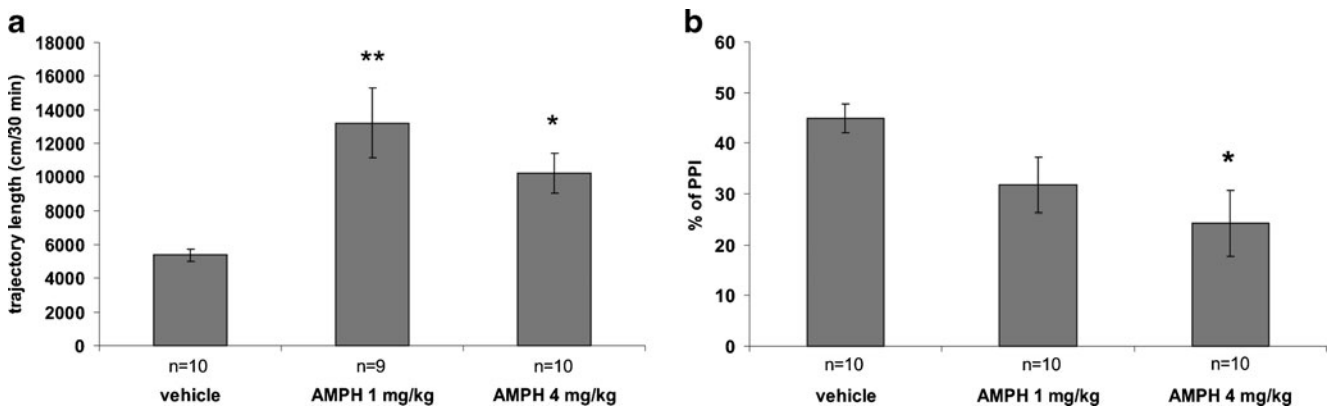 a
trajectory length (cm/30 min)
18000
16000
14000
12000
10000
8000
6000
4000
2000
0
**
*
n=10
n=9
n=10
vehicle
AMPH 1 mg/kg
AMPH 4 mg/kg
b
% of PPI
60
50
40
30
20
10
0
*
n=10
n=10
n=10
vehicle
AMPH 1 mg/kg
AMPH 4 mg/kg